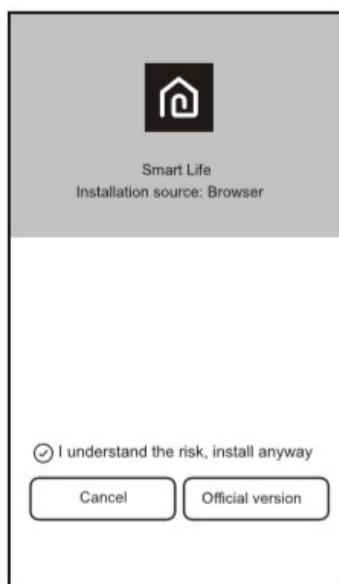 Smart Life
Installation source: Browser
I understand the risk, install anyway
Cancel
Official version